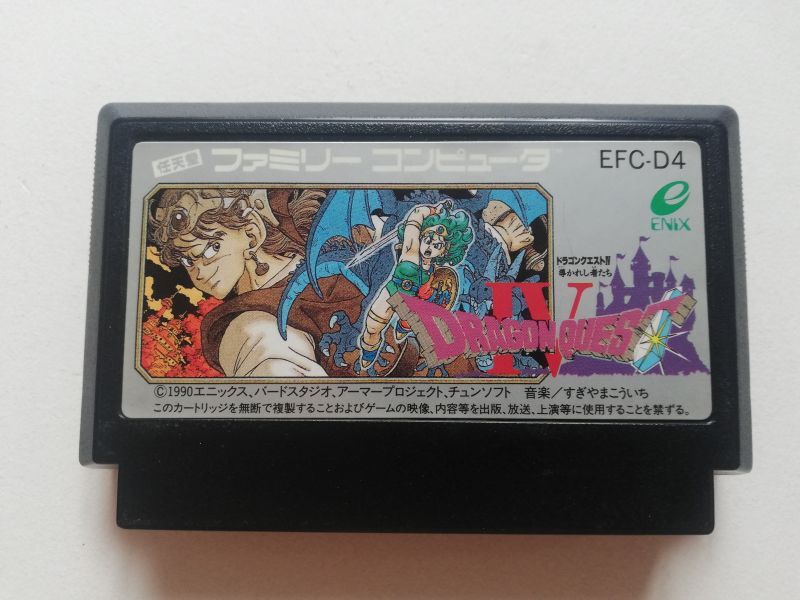 任天堂 ファミリー コンピュータ EFC-D4
ENIX
ドラゴンクエストIV
導かれし者たち
IV
DRAGON QUEST
©1990エニックス、バードスタジオ、アーマープロジェクト、チュンソフト 音楽/すぎやまこういち
このカートリッジを無断で複製することおよびゲームの映像、内容等を出版、放送、上演等に使用することを禁ずる。